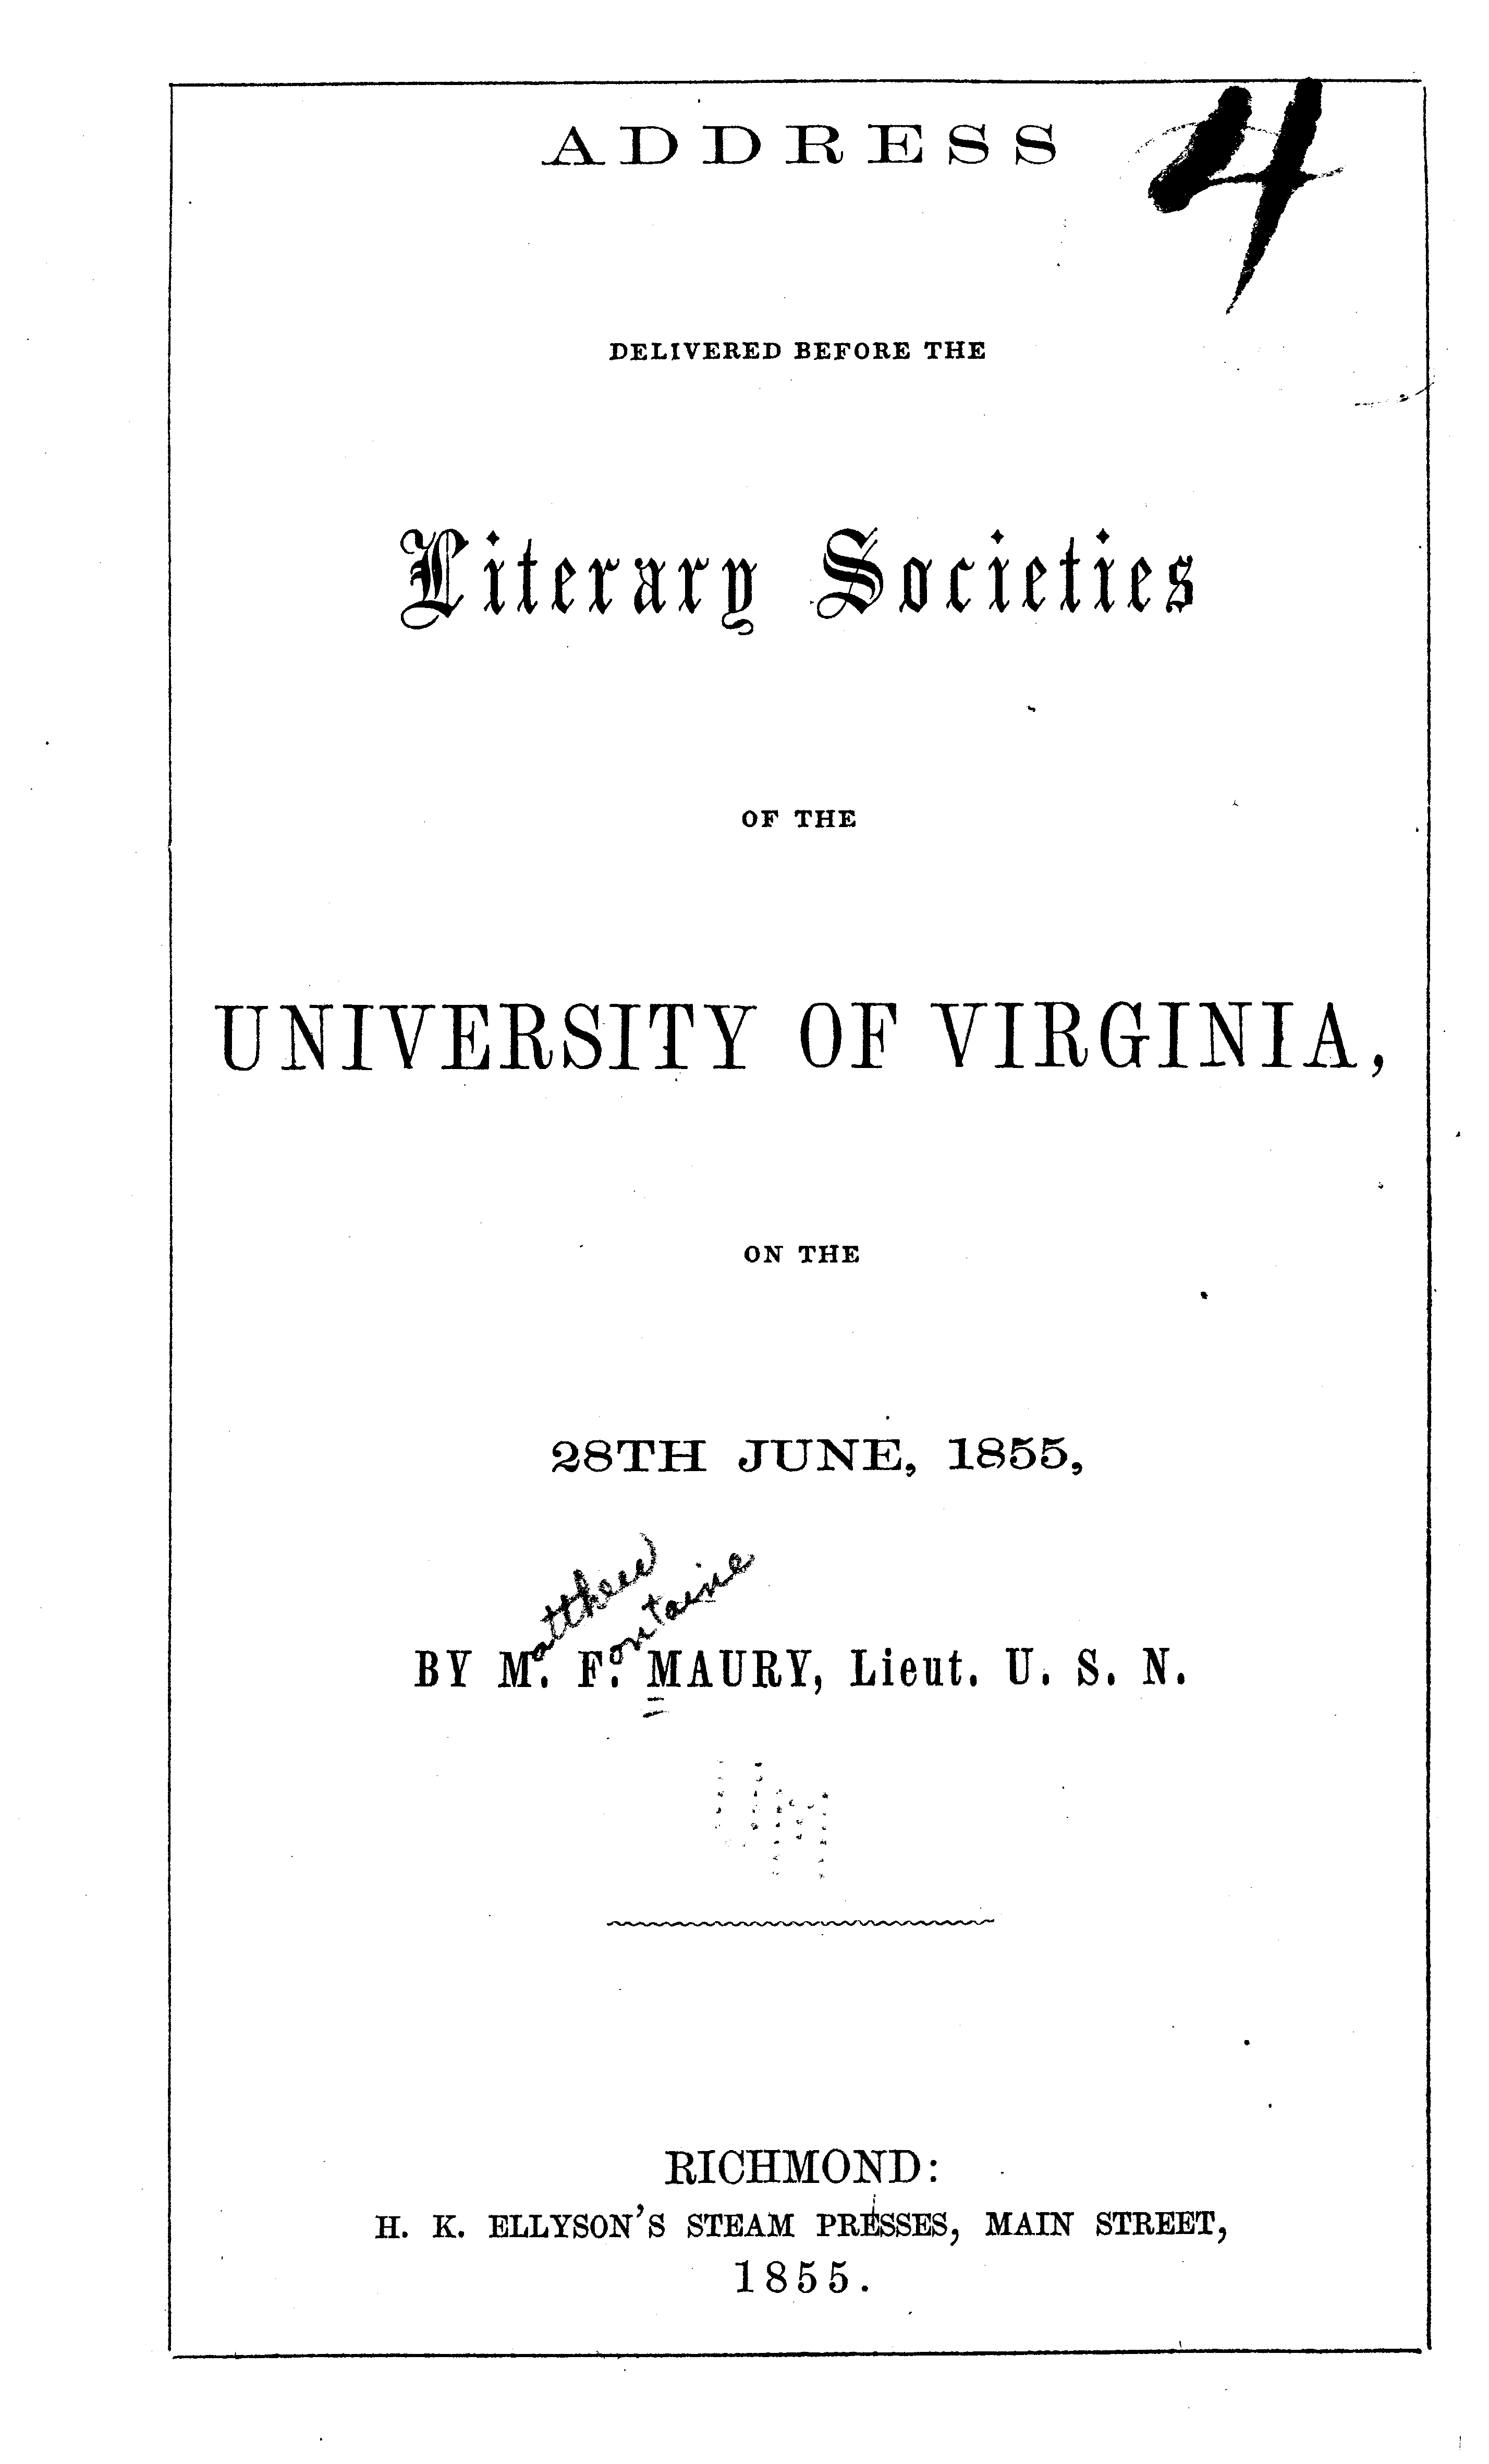 ADDRESS
4
DELIVERED BEFORE THE
Literary Societies
OF THE
UNIVERSITY OF VIRGINIA,
ON THE
28TH JUNE, 1855,
atthew ontaine
BY M. F. MAURY, Lieut. U. S. N.
RICHMOND:
H. K. ELLYSON'S STEAM PRESSES, MAIN STREET,
1855.